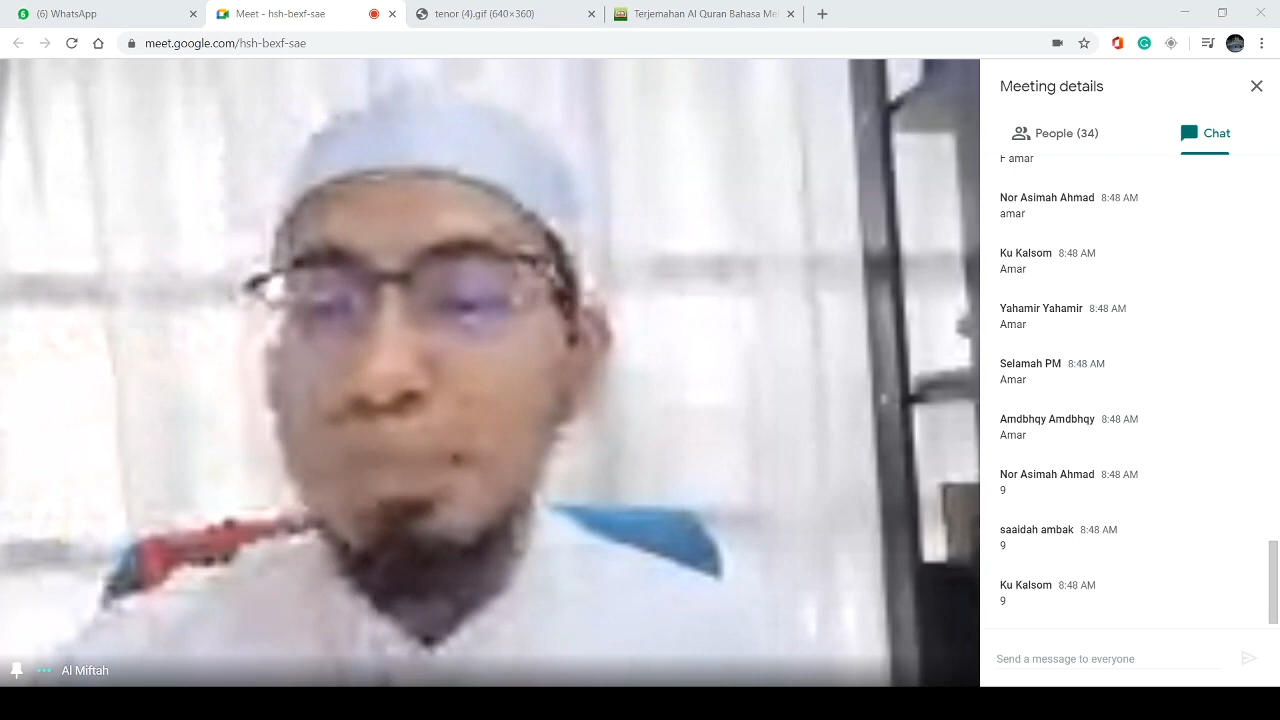 (6) WhatsApp
Meet - hsh-bexf-sae
tenor (4).gif (640×360)
Terjemahan Al Quran Bahasa Me
meet.google.com/hsh-bexf-sae
Meeting details
People (34)
Chat
F amar
Nor Asimah Ahmad 8:48 AM
amar
Ku Kalsom 8:48 AM
Amar
Yahamir Yahamir 8:48 AM
Amar
Selamah PM 8:48 AM
Amar
Amdbhqy Amdbhqy 8:48 AM
Amar
Nor Asimah Ahmad 8:48 AM
9
saaidah ambak 8:48 AM
9
Ku Kalsom 8:48 AM
9
Send a message to everyone
Al Miftah